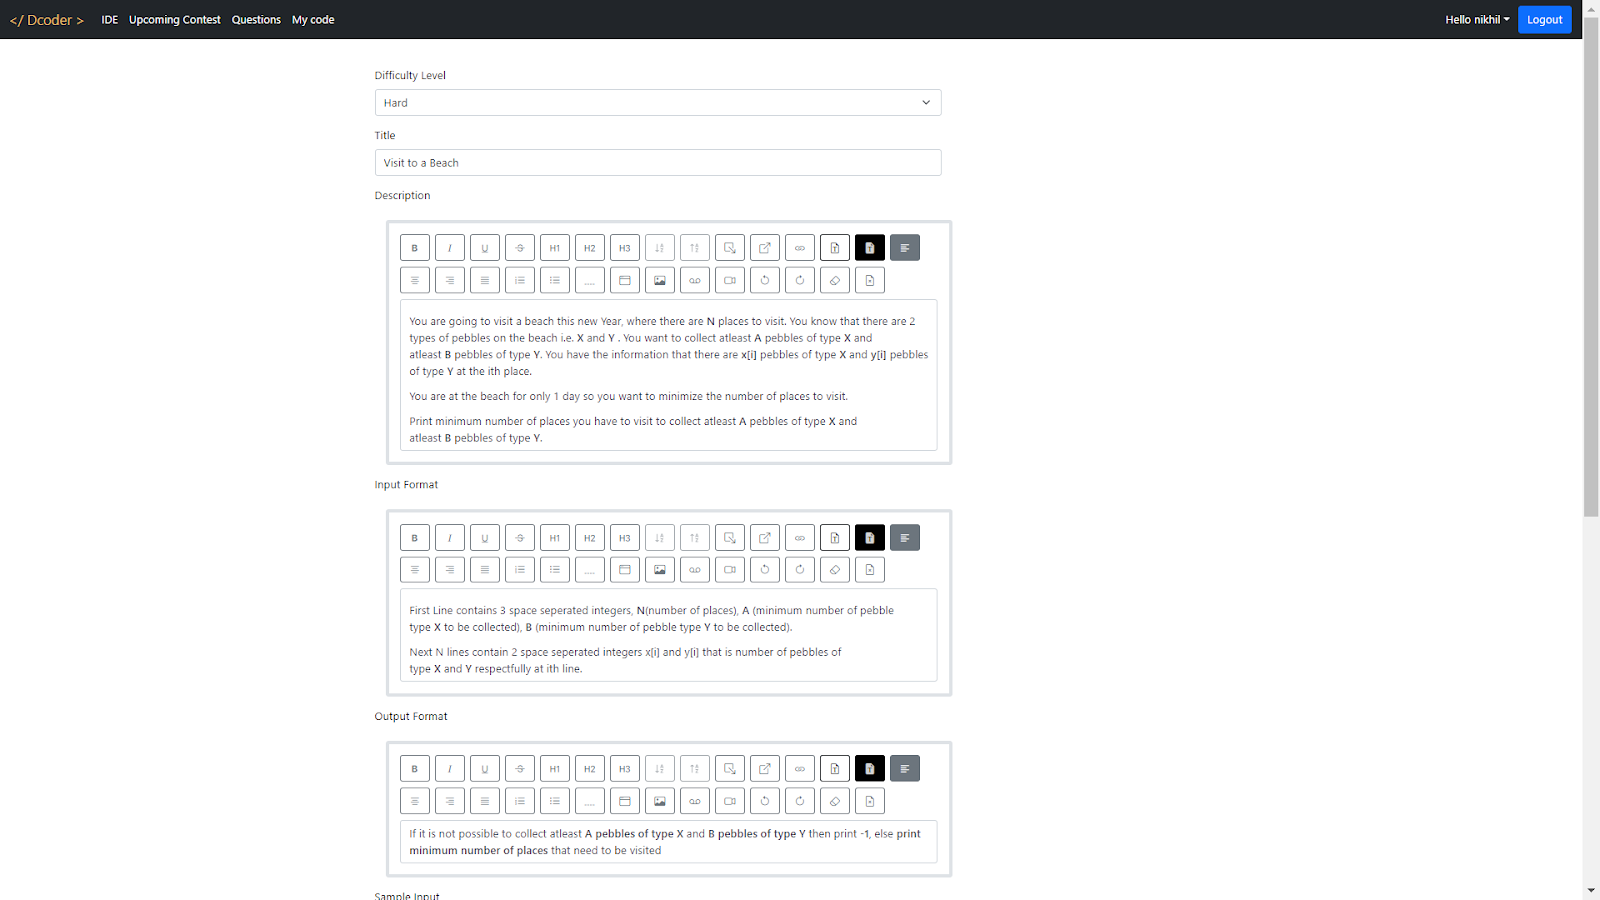 </ Dcoder > IDE Upcoming Contest Questions My code Hello nikhil Logout
Difficulty Level
Hard
Title
Visit to a Beach
Description
B I U S H1 H2 H3
....
You are going to visit a beach this new Year, where there are N places to visit. You know that there are 2
types of pebbles on the beach i.e. X and Y . You want to collect atleast A pebbles of type X and
atleast B pebbles of type Y. You have the information that there are x[i] pebbles of type X and y[i] pebbles
of type Y at the ith place.
You are at the beach for only 1 day so you want to minimize the number of places to visit.
Print minimum number of places you have to visit to collect atleast A pebbles of type X and
atleast B pebbles of type Y.
Input Format
B I U S H1 H2 H3
....
First Line contains 3 space seperated integers, N(number of places), A (minimum number of pebble
type X to be collected), B (minimum number of pebble type Y to be collected).
Next N lines contain 2 space seperated integers x[i] and y[i] that is number of pebbles of
type X and Y respectfully at ith line.
Output Format
B I U S H1 H2 H3
....
If it is not possible to collect atleast A pebbles of type X and B pebbles of type Y then print -1, else print
minimum number of places that need to be visited
Sample Input